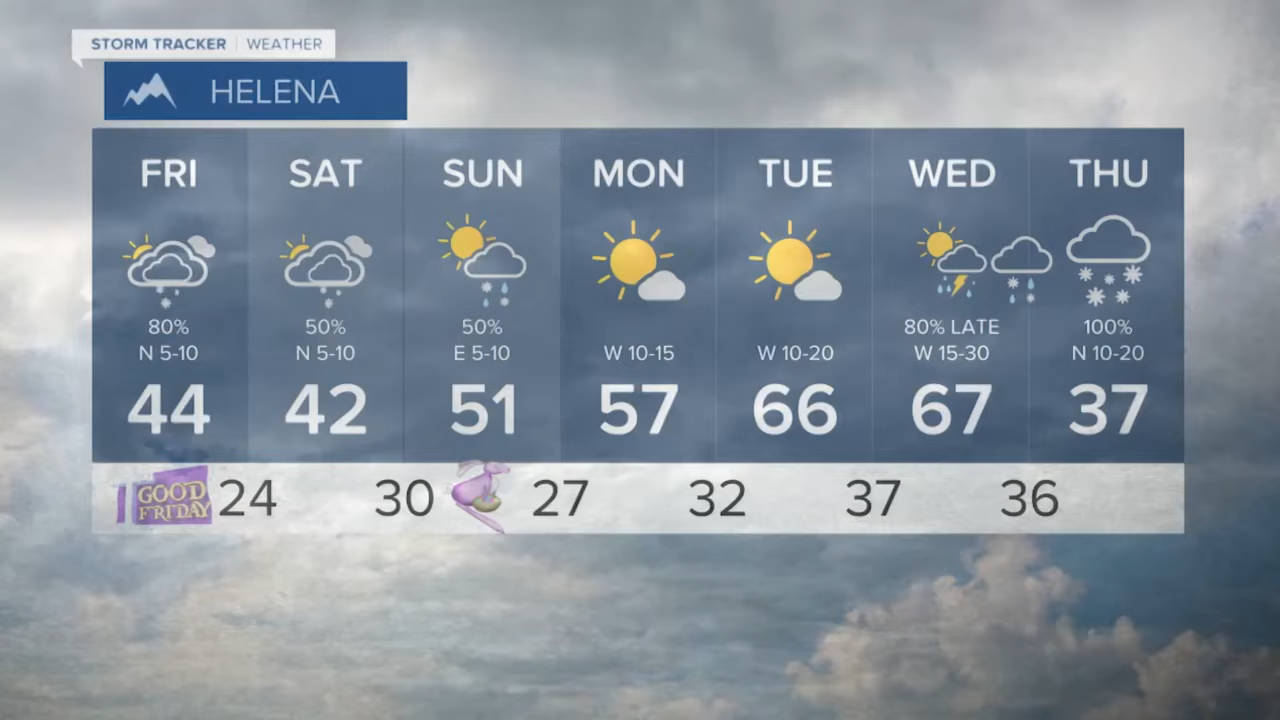 STORM TRACKER | WEATHER
HELENA
FRI SAT SUN MON TUE WED THU
80% 50% 50% 80% LATE 100%
N 5-10 N 5-10 E 5-10 W 10-15 W 10-20 W 15-30 N 10-20
44 42 51 57 66 67 37
GOOD
FRIDAY
24 30 27 32 37 36